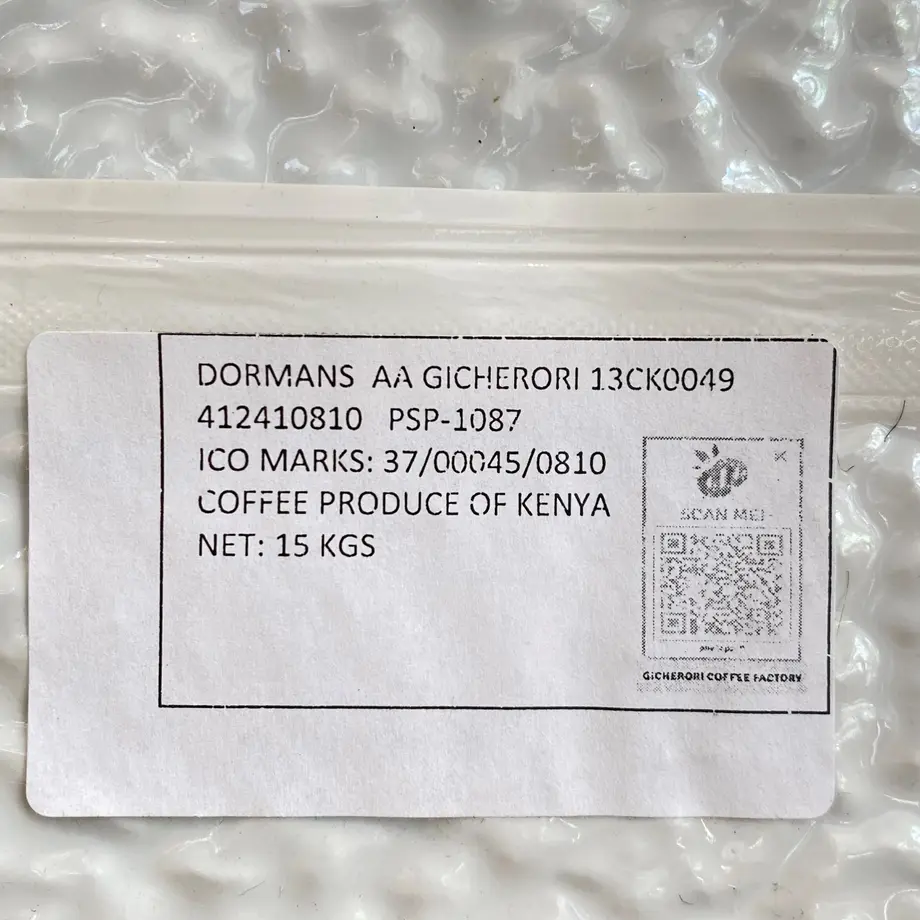 DORMANS AA GICHERORI 13CK0049
412410810 PSP-1087
ICO MARKS: 37/00045/0810
COFFEE PRODUCE OF KENYA
NET: 15 KGS
SCAN ME!
GICHERORI COFFEE FACTORY